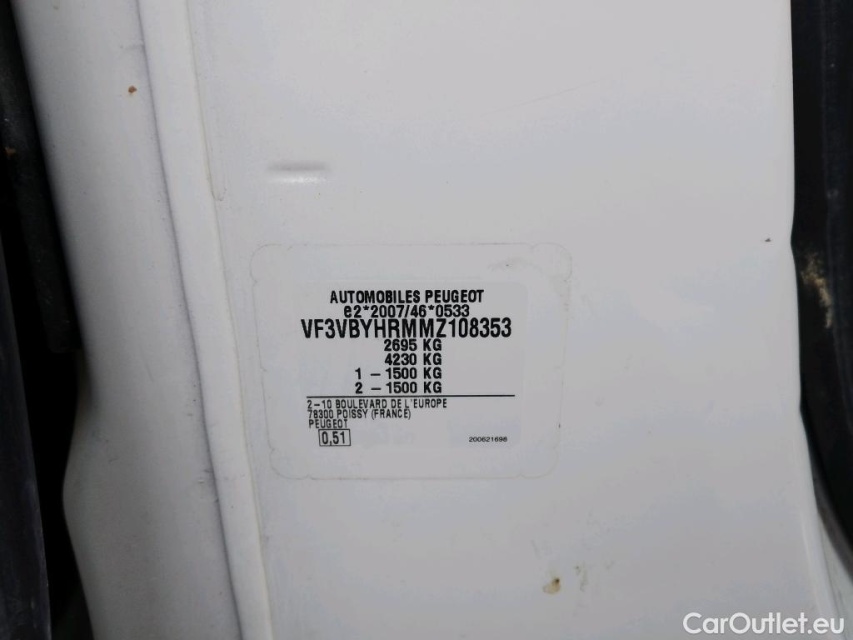 AUTOMOBILES PEUGEOT
e2*2007/46*0533
VF3VBYHRMMZ108353
2695 KG
4230 KG
1 - 1500 KG
2 - 1500 KG
2-10 BOULEVARD DE L'EUROPE
78300 POISSY (FRANCE)
PEUGEOT
0,51
200621698
CarOutlet.eu